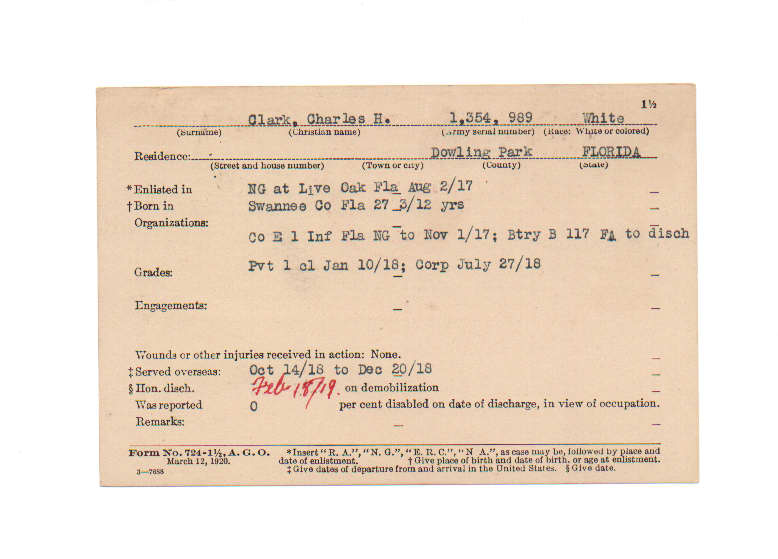 1½
Clark, Charles H. 1,354, 989 White
(Surname) (Christian name) (Army serial number) (Race: White or colored)
Residence: Dowling Park FLORIDA
(Street and house number) (Town or city) (County) (State)
*Enlisted in NG at Live Oak Fla Aug 2/17
†Born in Swannee Co Fla 27 3/12 yrs
Organizations:
Co E 1 Inf Fla NG to Nov 1/17; Btry B 117 FA to disch
Grades: Pvt 1 cl Jan 10/18; Corp July 27/18
Engagements: —
Wounds or other injuries received in action: None.
‡Served overseas: Oct 14/18 to Dec 20/18
§Hon. disch. Feb 18/19. on demobilization
Was reported 0 per cent disabled on date of discharge, in view of occupation.
Remarks: —
Form No. 724-1½, A. G. O. *Insert "R. A.", "N. G.", "E. R. C.", "N A.", as case may be, followed by place and
March 12, 1920. date of enlistment. †Give place of birth and date of birth, or age at enlistment.
3—7688 ‡Give dates of departure from and arrival in the United States. §Give date.